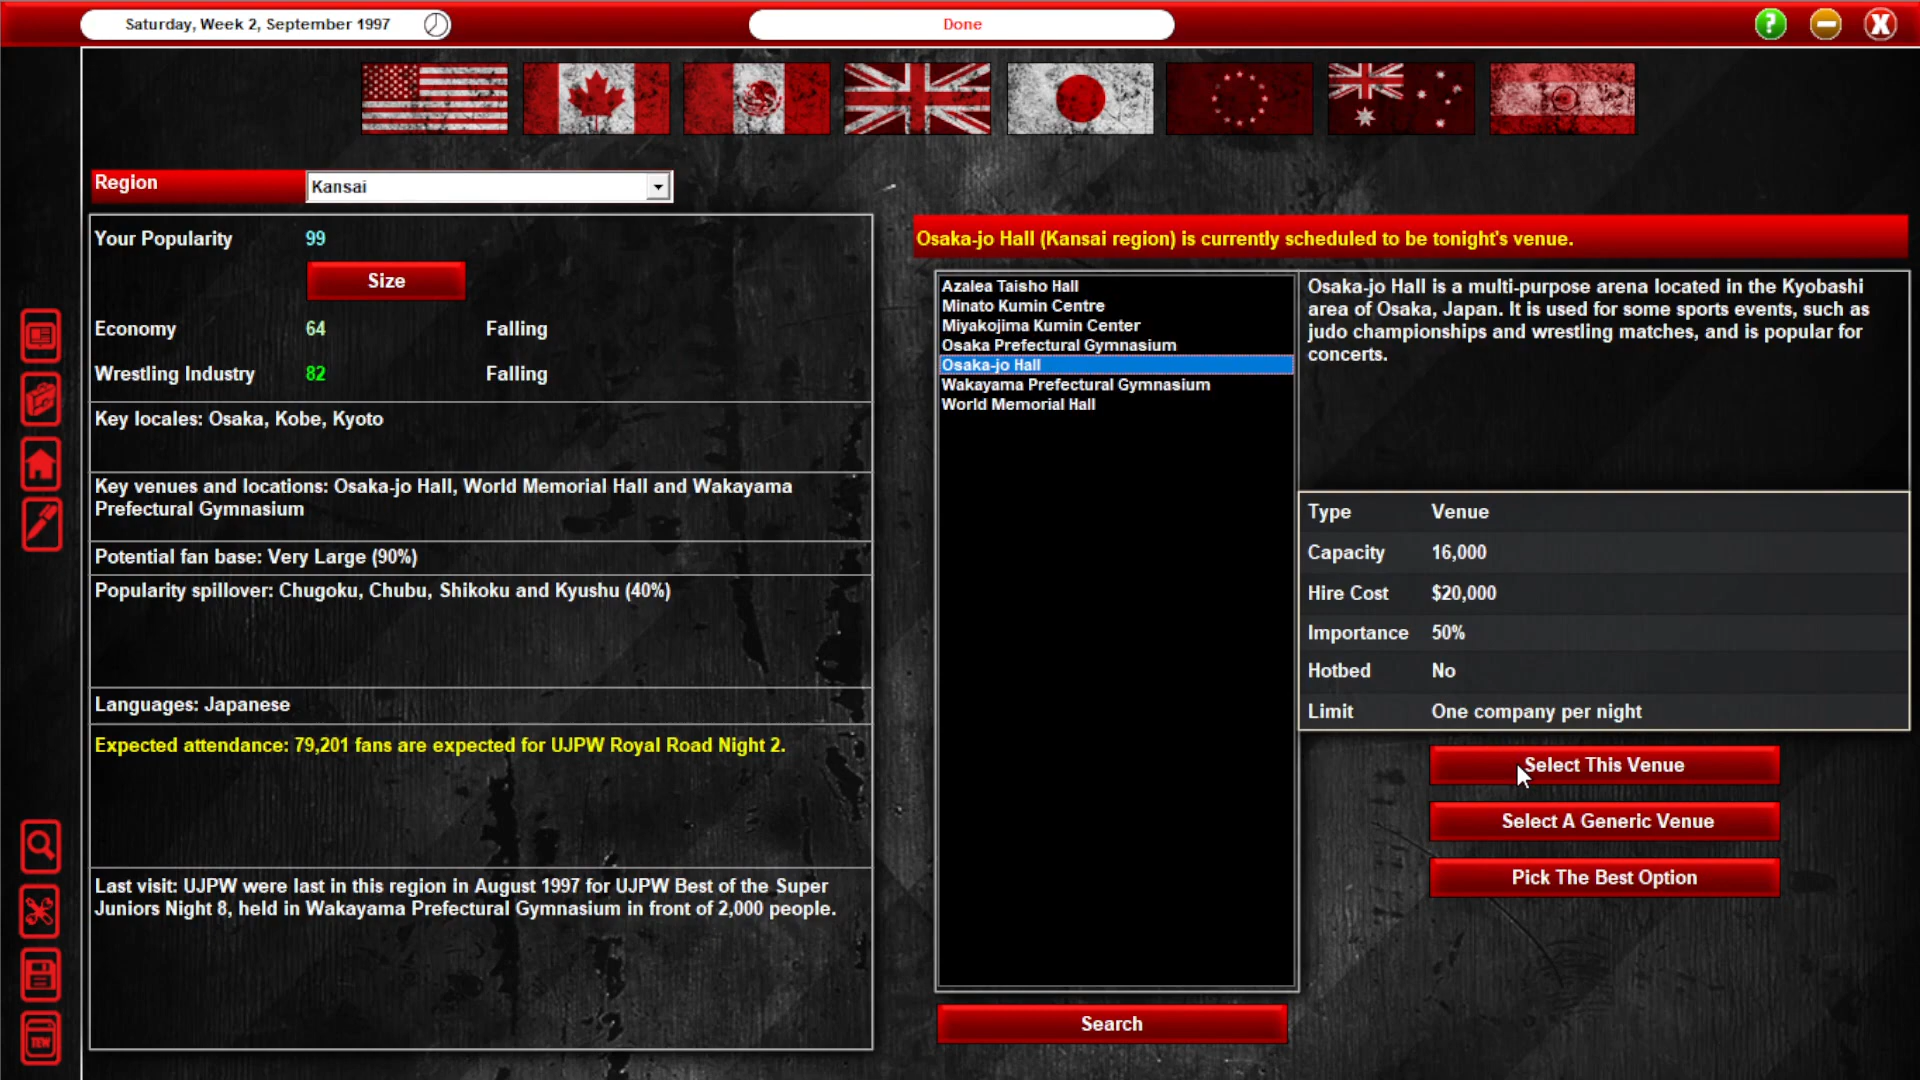 Saturday, Week 2, September 1997
Done
?
X
Region
Kansai
Your Popularity 99
Size
Economy 64 Falling
Wrestling Industry 82 Falling
Key locales: Osaka, Kobe, Kyoto
Key venues and locations: Osaka-jo Hall, World Memorial Hall and Wakayama
Prefectural Gymnasium
Potential fan base: Very Large (90%)
Popularity spillover: Chugoku, Chubu, Shikoku and Kyushu (40%)
Languages: Japanese
Expected attendance: 79,201 fans are expected for UJPW Royal Road Night 2.
Last visit: UJPW were last in this region in August 1997 for UJPW Best of the Super
Juniors Night 8, held in Wakayama Prefectural Gymnasium in front of 2,000 people.
Osaka-jo Hall (Kansai region) is currently scheduled to be tonight's venue.
Azalea Taisho Hall
Minato Kumin Centre
Miyakojima Kumin Center
Osaka Prefectural Gymnasium
Osaka-jo Hall
Wakayama Prefectural Gymnasium
World Memorial Hall
Search
Osaka-jo Hall is a multi-purpose arena located in the Kyobashi
area of Osaka, Japan. It is used for some sports events, such as
judo championships and wrestling matches, and is popular for
concerts.
Type Venue
Capacity 16,000
Hire Cost $20,000
Importance 50%
Hotbed No
Limit One company per night
Select This Venue
Select A Generic Venue
Pick The Best Option
TEW